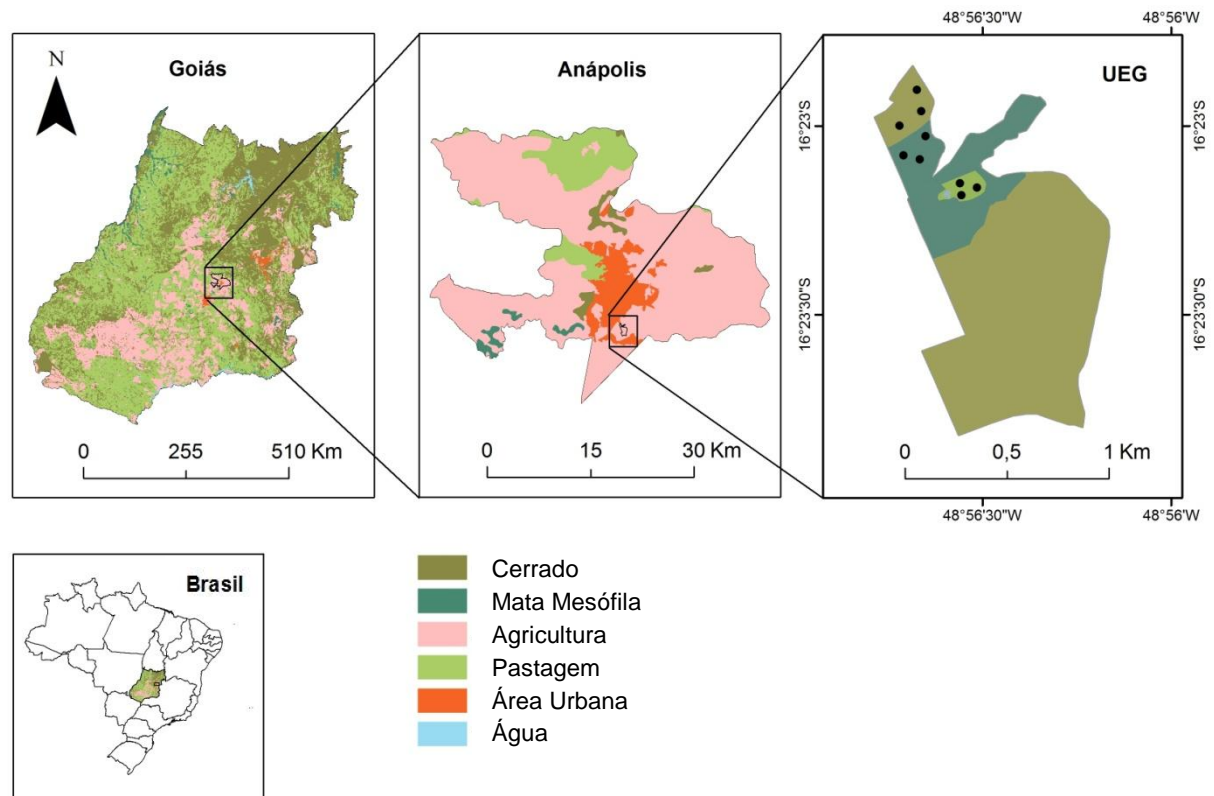 48°56'30"W 48°56'W
N
Goiás
Anápolis
UEG
16°23'S
16°23'S
16°23'30"S
16°23'30"S
0 255 510 Km
0 15 30 Km
0 0,5 1 Km
48°56'30"W 48°56'W
Brasil
Cerrado
Mata Mesófila
Agricultura
Pastagem
Área Urbana
Água